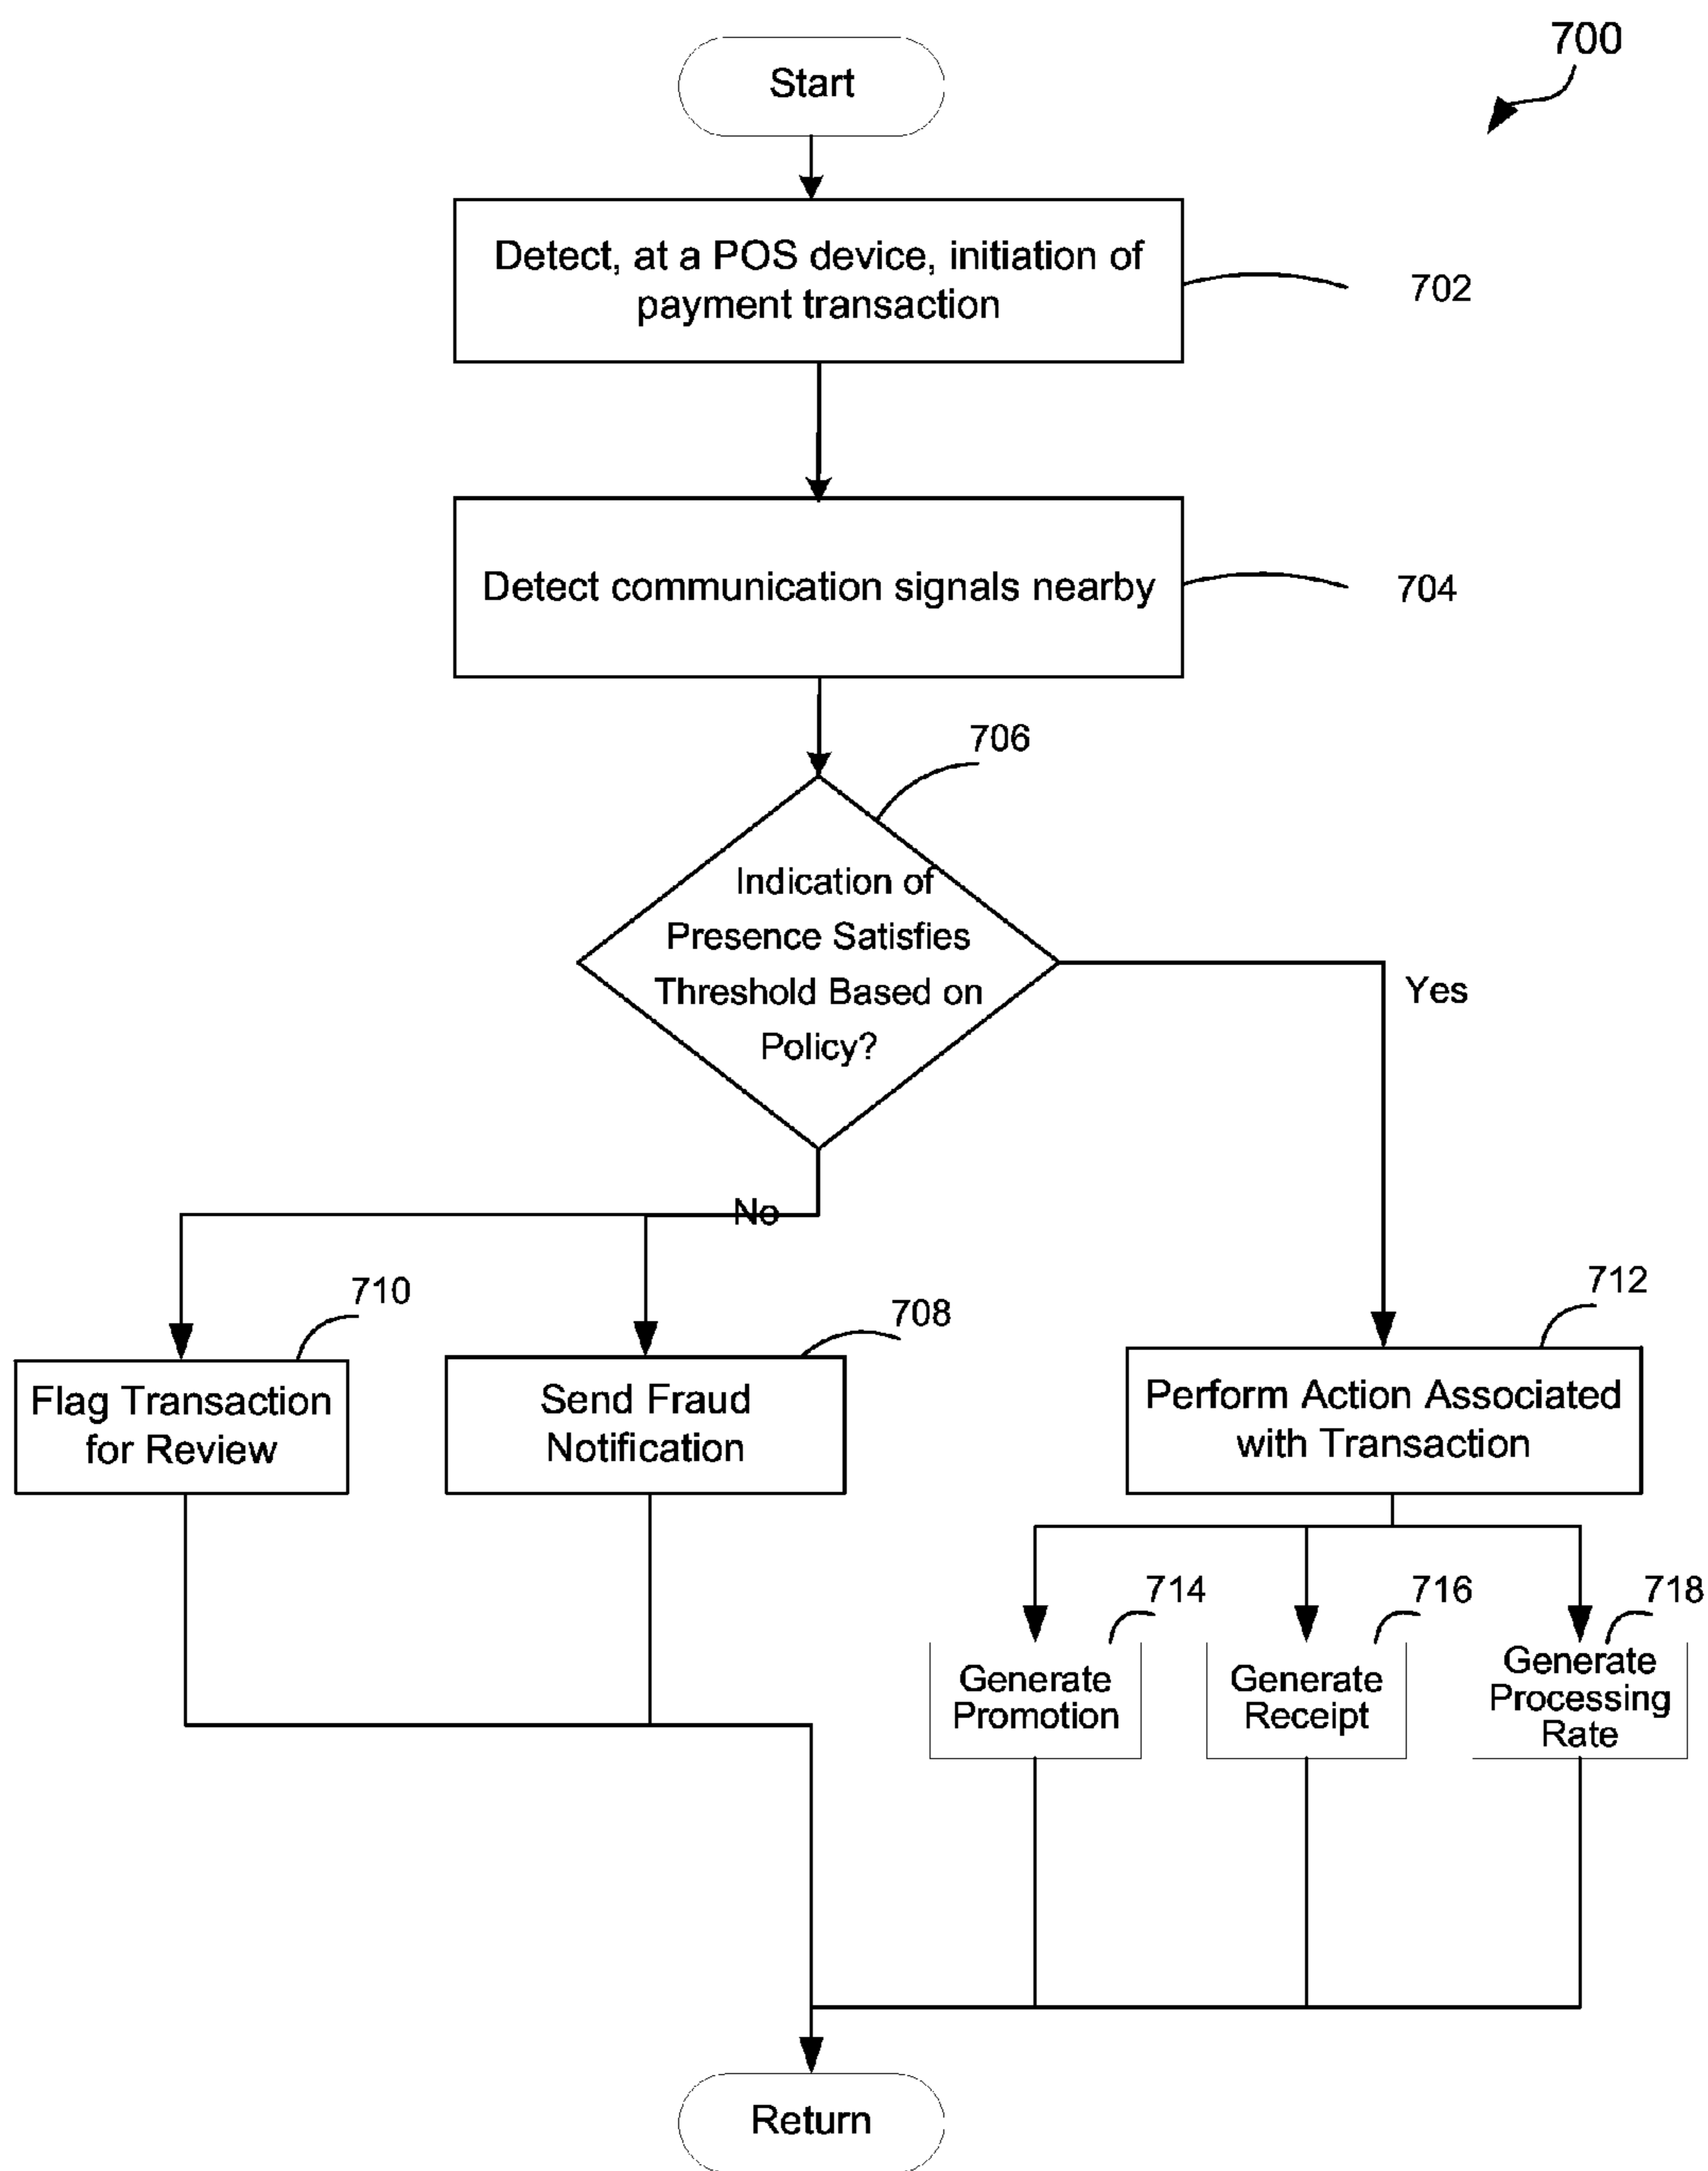 700
Start
Detect, at a POS device, initiation of
payment transaction
702
Detect communication signals nearby
704
706
Indication of
Presence Satisfies
Threshold Based on
Policy?
Yes
No
710
708
712
Flag Transaction
for Review
Send Fraud
Notification
Perform Action Associated
with Transaction
714
716
718
Generate
Promotion
Generate
Receipt
Generate
Processing
Rate
Return